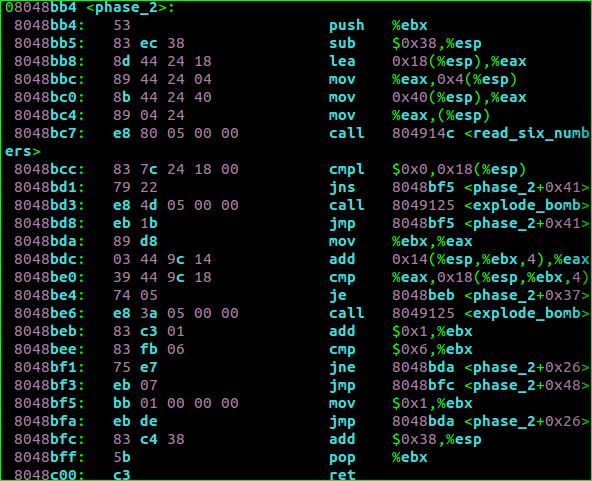 08048bb4 <phase_2>:
 8048bb4:	53                   	push   %ebx
 8048bb5:	83 ec 38             	sub    $0x38,%esp
 8048bb8:	8d 44 24 18          	lea    0x18(%esp),%eax
 8048bbc:	89 44 24 04          	mov    %eax,0x4(%esp)
 8048bc0:	8b 44 24 40          	mov    0x40(%esp),%eax
 8048bc4:	89 04 24             	mov    %eax,(%esp)
 8048bc7:	e8 80 05 00 00       	call   804914c <read_six_numb
ers>
 8048bcc:	83 7c 24 18 00       	cmpl   $0x0,0x18(%esp)
 8048bd1:	79 22                	jns    8048bf5 <phase_2+0x41>
 8048bd3:	e8 4d 05 00 00       	call   8049125 <explode_bomb>
 8048bd8:	eb 1b                	jmp    8048bf5 <phase_2+0x41>
 8048bda:	89 d8                	mov    %ebx,%eax
 8048bdc:	03 44 9c 14          	add    0x14(%esp,%ebx,4),%eax
 8048be0:	39 44 9c 18          	cmp    %eax,0x18(%esp,%ebx,4)
 8048be4:	74 05                	je     8048beb <phase_2+0x37>
 8048be6:	e8 3a 05 00 00       	call   8049125 <explode_bomb>
 8048beb:	83 c3 01             	add    $0x1,%ebx
 8048bee:	83 fb 06             	cmp    $0x6,%ebx
 8048bf1:	75 e7                	jne    8048bda <phase_2+0x26>
 8048bf3:	eb 07                	jmp    8048bfc <phase_2+0x48>
 8048bf5:	bb 01 00 00 00       	mov    $0x1,%ebx
 8048bfa:	eb de                	jmp    8048bda <phase_2+0x26>
 8048bfc:	83 c4 38             	add    $0x38,%esp
 8048bff:	5b                   	pop    %ebx
 8048c00:	c3                   	ret